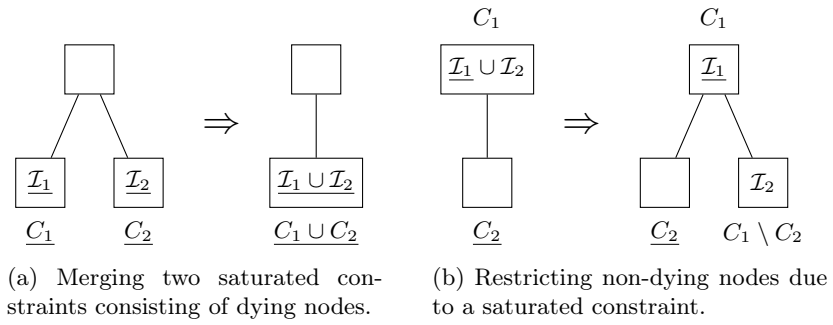 C₁ C₁
I₁ ∪ I₂ I₁
⇒ ⇒
I₁ I₂ I₁ ∪ I₂ I₂
C₁ C₂ C₁ ∪ C₂ C₂ C₂ C₁ \ C₂
(a) Merging two saturated con-
straints consisting of dying nodes.
(b) Restricting non-dying nodes due
to a saturated constraint.